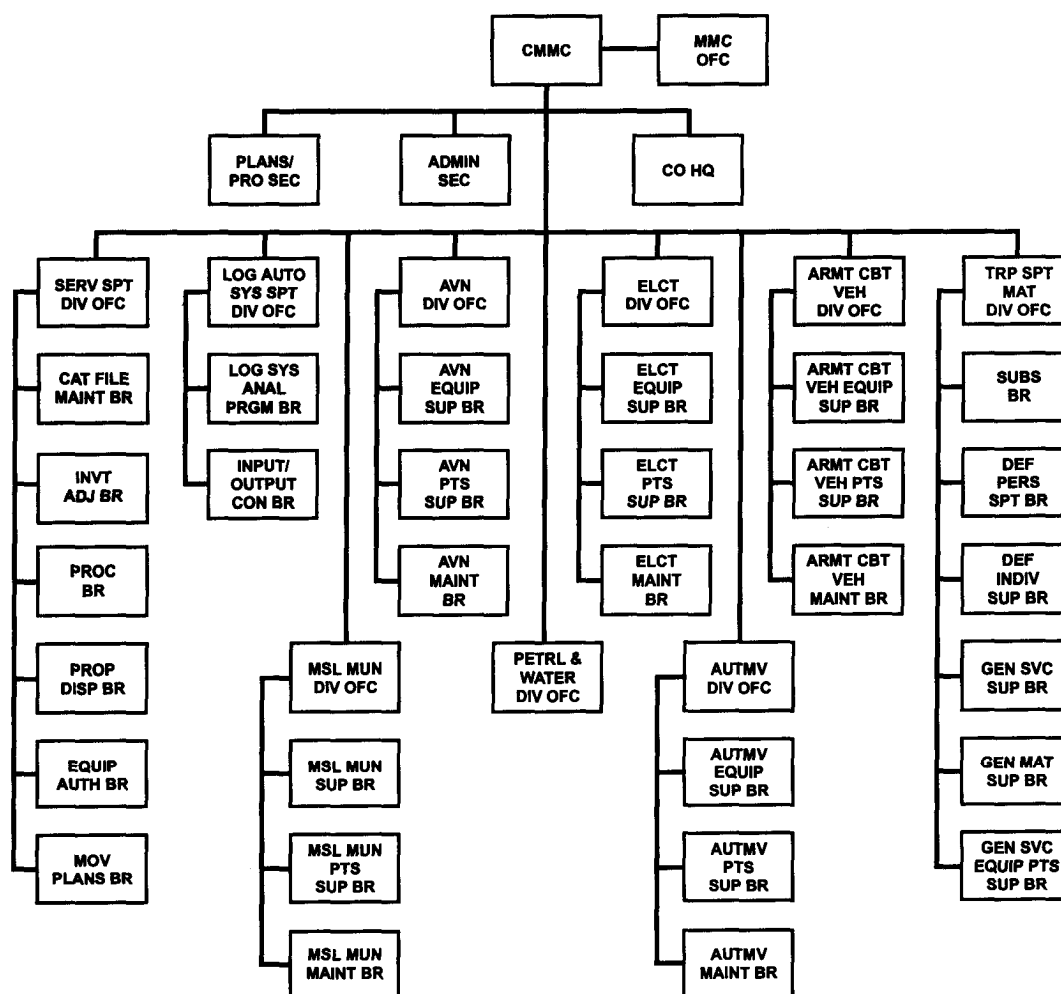 CMMC
MMC
OFC
PLANS/
PRO SEC
ADMIN
SEC
CO HQ
SERV SPT
DIV OFC
CAT FILE
MAINT BR
INVT
ADJ BR
PROC
BR
PROP
DISP BR
EQUIP
AUTH BR
MOV
PLANS BR
LOG AUTO
SYS SPT
DIV OFC
LOG SYS
ANAL
PRGM BR
INPUT/
OUTPUT
CON BR
MSL MUN
DIV OFC
MSL MUN
SUP BR
MSL MUN
PTS
SUP BR
MSL MUN
MAINT BR
AVN
DIV OFC
AVN
EQUIP
SUP BR
AVN
PTS
SUP BR
AVN
MAINT
BR
PETRL &
WATER
DIV OFC
ELCT
DIV OFC
ELCT
EQUIP
SUP BR
ELCT
PTS
SUP BR
ELCT
MAINT
BR
AUTMV
DIV OFC
AUTMV
EQUIP
SUP BR
AUTMV
PTS
SUP BR
AUTMV
MAINT BR
ARMT CBT
VEH
DIV OFC
ARMT CBT
VEH EQUIP
SUP BR
ARMT CBT
VEH PTS
SUP BR
ARMT CBT
VEH
MAINT BR
TRP SPT
MAT
DIV OFC
SUBS
BR
DEF
PERS
SPT BR
DEF
INDIV
SUP BR
GEN SVC
SUP BR
GEN MAT
SUP BR
GEN SVC
EQUIP PTS
SUP BR